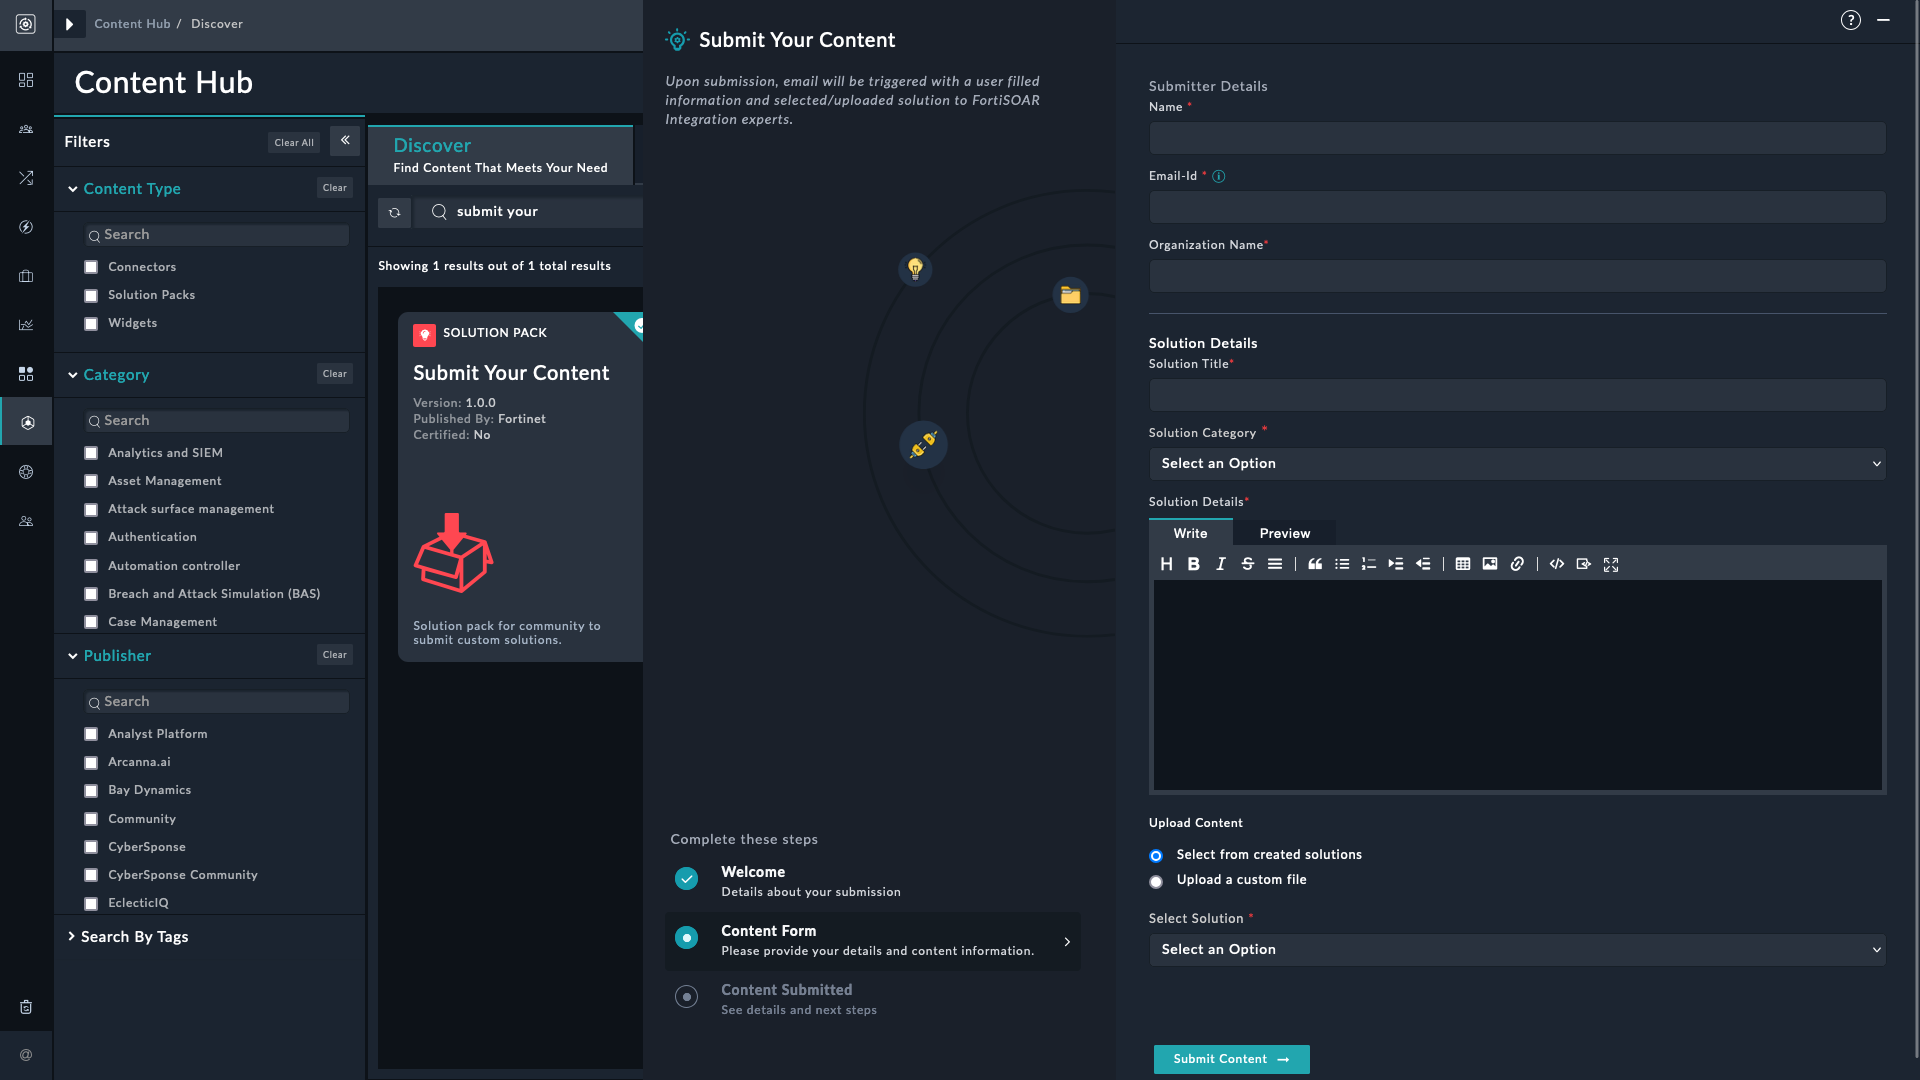 Content Hub / Discover
Content Hub
Filters
Clear All
Content Type
Clear
Search
Connectors
Solution Packs
Widgets
Category
Clear
Search
Analytics and SIEM
Asset Management
Attack surface management
Authentication
Automation controller
Breach and Attack Simulation (BAS)
Case Management
Publisher
Clear
Search
Analyst Platform
Arcanna.ai
Bay Dynamics
Community
CyberSponse
CyberSponse Community
EclecticIQ
Search By Tags
@
Discover
Find Content That Meets Your Need
submit your
Showing 1 results out of 1 total results
SOLUTION PACK
Submit Your Content
Version: 1.0.0
Published By: Fortinet
Certified: No
Solution pack for community to
submit custom solutions.
Submit Your Content
Upon submission, email will be triggered with a user filled
information and selected/uploaded solution to FortiSOAR
Integration experts.
Complete these steps
Welcome
Details about your submission
Content Form
Please provide your details and content information.
Content Submitted
See details and next steps
Submitter Details
Name *
Email-Id *
Organization Name*
Solution Details
Solution Title*
Solution Category *
Select an Option
Solution Details*
Write
Preview
Upload Content
Select from created solutions
Upload a custom file
Select Solution *
Select an Option
Submit Content →